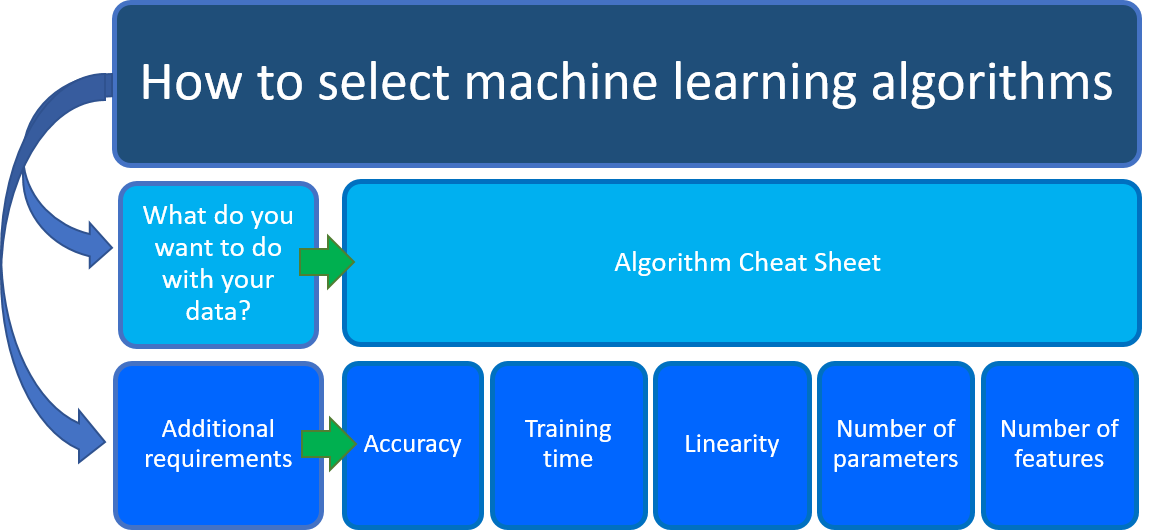 How to select machine learning algorithms
What do you
want to do
with your
data?
Algorithm Cheat Sheet
Additional
requirements
Accuracy
Training
time
Linearity
Number of
parameters
Number of
features